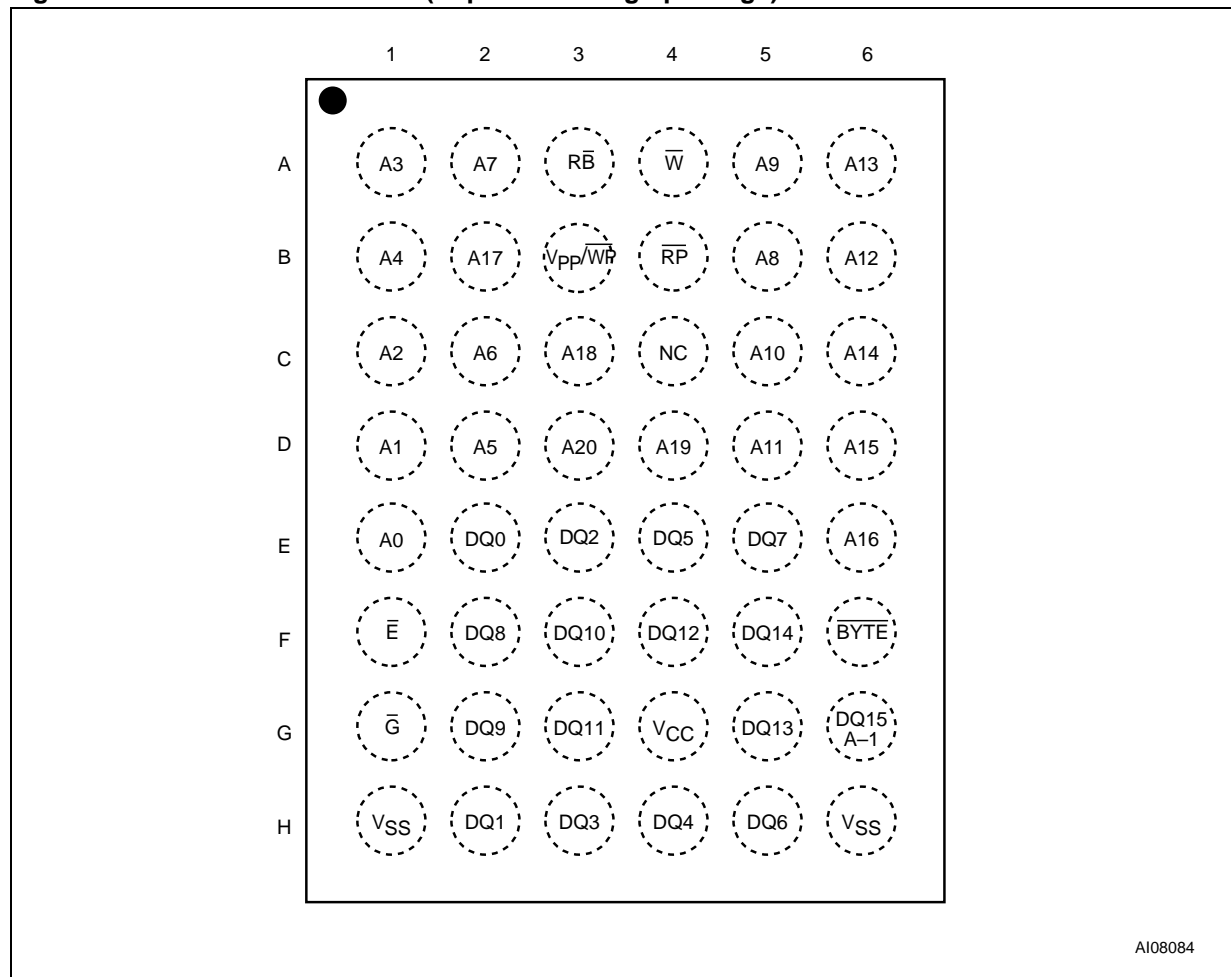 1 2 3 4 5 6
A A3 A7 RB̅ W̅ A9 A13
B A4 A17 VPP/W̅P̅ R̅P̅ A8 A12
C A2 A6 A18 NC A10 A14
D A1 A5 A20 A19 A11 A15
E A0 DQ0 DQ2 DQ5 DQ7 A16
F E̅ DQ8 DQ10 DQ12 DQ14 B̅Y̅T̅E̅
G G̅ DQ9 DQ11 VCC DQ13 DQ15
A–1
H VSS DQ1 DQ3 DQ4 DQ6 VSS
AI08084